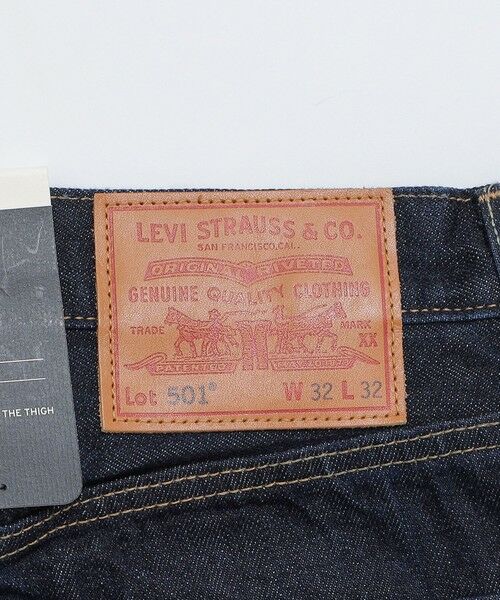 LEVI STRAUSS & CO.
SAN FRANCISCO, CAL.
ORIGINAL RIVETED
GENUINE QUALITY CLOTHING
TRADE MARK
XX
Lot 501® W 32 L 32
THE THIGH